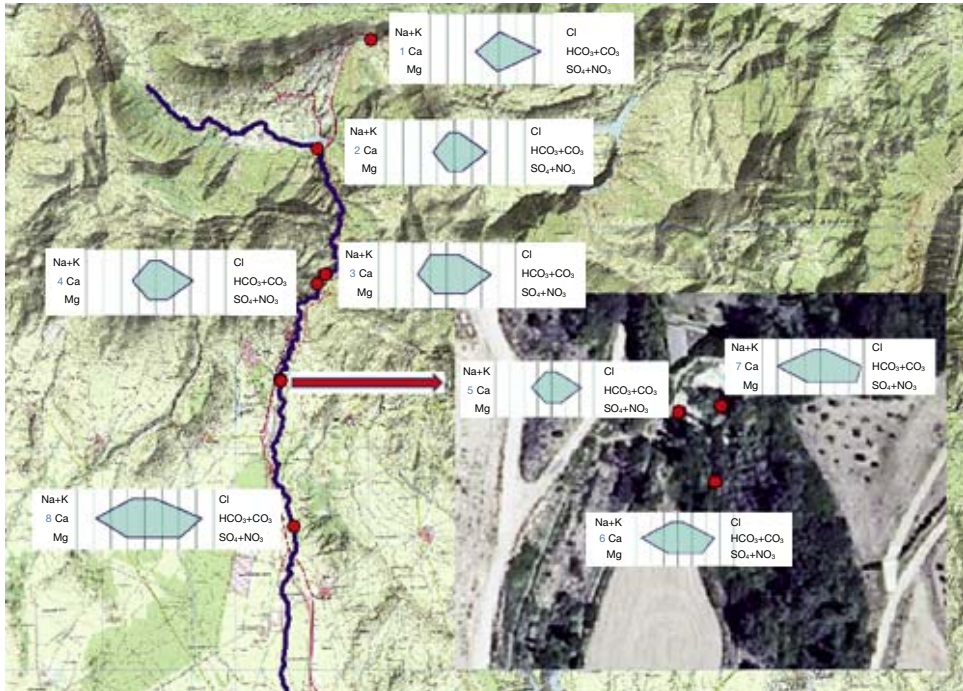 Na+K Cl
1 Ca HCO₃+CO₃
Mg SO₄+NO₃
Na+K Cl
2 Ca HCO₃+CO₃
Mg SO₄+NO₃
Na+K Cl
4 Ca HCO₃+CO₃
Mg SO₄+NO₃
Na+K Cl
3 Ca HCO₃+CO₃
Mg SO₄+NO₃
Na+K Cl
5 Ca HCO₃+CO₃
Mg SO₄+NO₃
Na+K Cl
7 Ca HCO₃+CO₃
Mg SO₄+NO₃
Na+K Cl
8 Ca HCO₃+CO₃
Mg SO₄+NO₃
Na+K Cl
6 Ca HCO₃+CO₃
Mg SO₄+NO₃